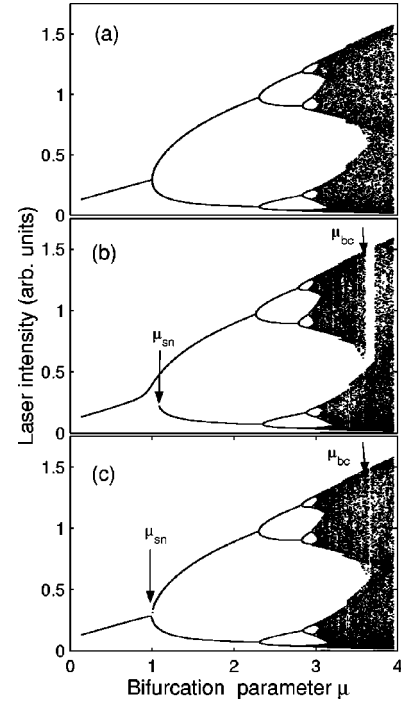 (a)
1.5
1
0.5
0
(b)
μbc
1.5
μsn
1
0.5
0
(c)
μbc
1.5
μsn
1
0.5
0
0 1 2 3 4
Bifurcation parameter μ
Laser intensity (arb. units)